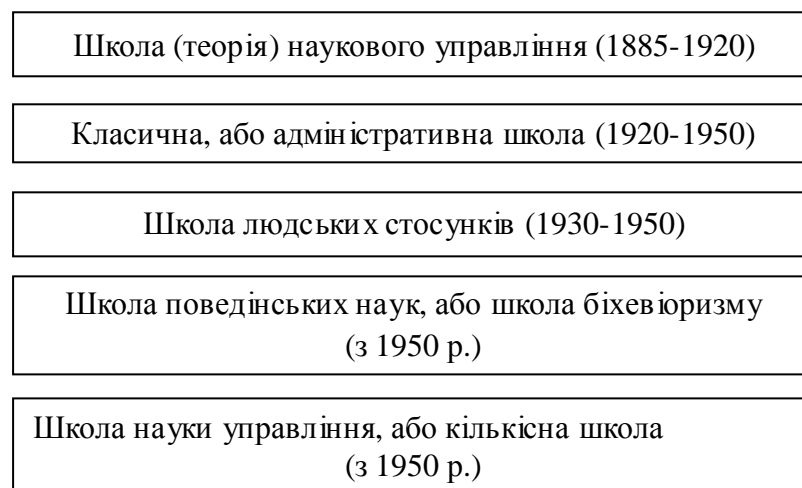 Школа (теорія) наукового управління (1885-1920)
Класична, або адміністративна школа (1920-1950)
Школа людських стосунків (1930-1950)
Школа поведінських наук, або школа біхевіоризму
(з 1950 р.)
Школа науки управління, або кількісна школа
(з 1950 р.)